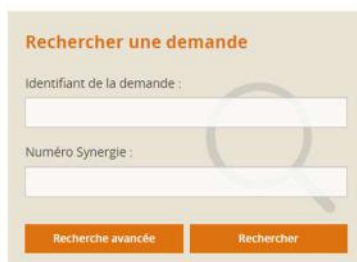 Rechercher une demande
Identifiant de la demande :
Numéro Synergie :
Recherche avancée
Rechercher